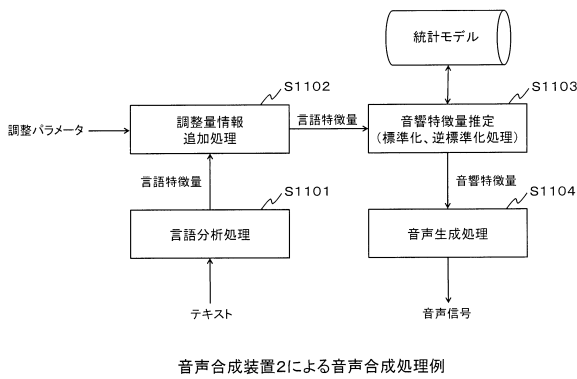 統計モデル
S1102
S1103
調整パラメータ
調整量情報
追加処理
言語特徴量
音響特徴量推定
(標準化、逆標準化処理)
言語特徴量
音響特徴量
S1101
S1104
言語分析処理
音声生成処理
テキスト
音声信号
音声合成装置2による音声合成処理例